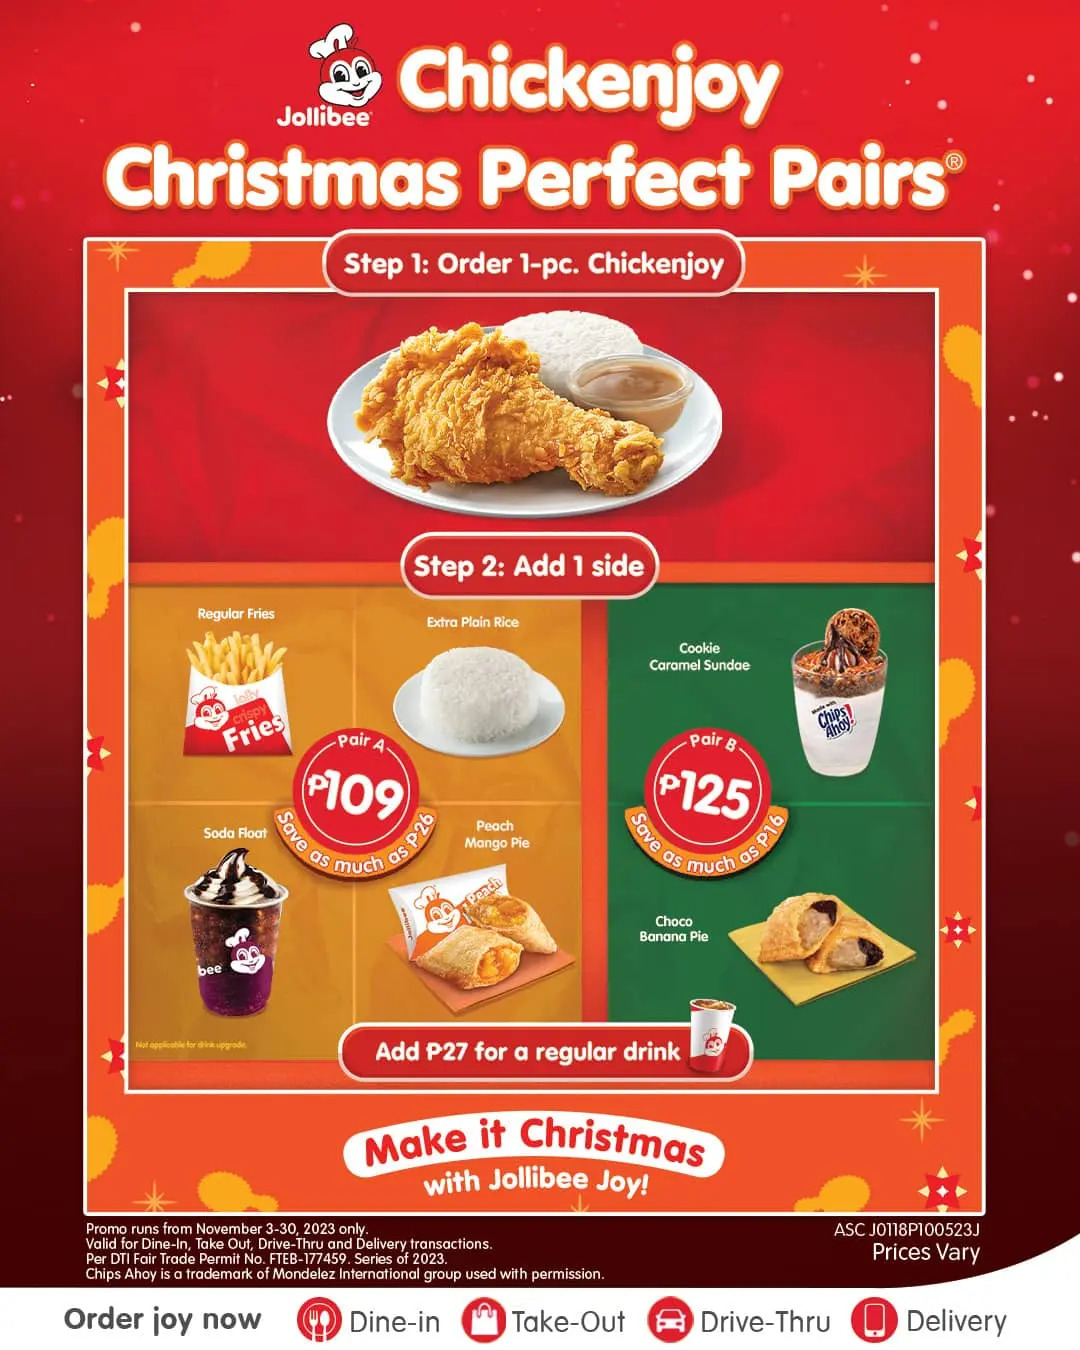 Jollibee
Chickenjoy
Christmas Perfect Pairs®
Step 1: Order 1-pc. Chickenjoy
Step 2: Add 1 side
Regular Fries
Extra Plain Rice
Jolly
crispy
Fries
Pair A
₱109
Save as much as ₱26
Soda Float
bee
Peach
Mango Pie
Jollibee
Peach
Cookie
Caramel Sundae
Made with
Chips
Ahoy!
Pair B
₱125
Save as much as ₱16
Choco
Banana Pie
Not applicable for drink upgrade.
Add ₱27 for a regular drink
Make it Christmas
with Jollibee Joy!
Promo runs from November 3-30, 2023 only.
Valid for Dine-In, Take Out, Drive-Thru and Delivery transactions.
Per DTI Fair Trade Permit No. FTEB-177459. Series of 2023.
Chips Ahoy is a trademark of Mondelez International group used with permission.
ASC J0118P100523J
Prices Vary
Order joy now
Dine-in
Take-Out
Drive-Thru
Delivery